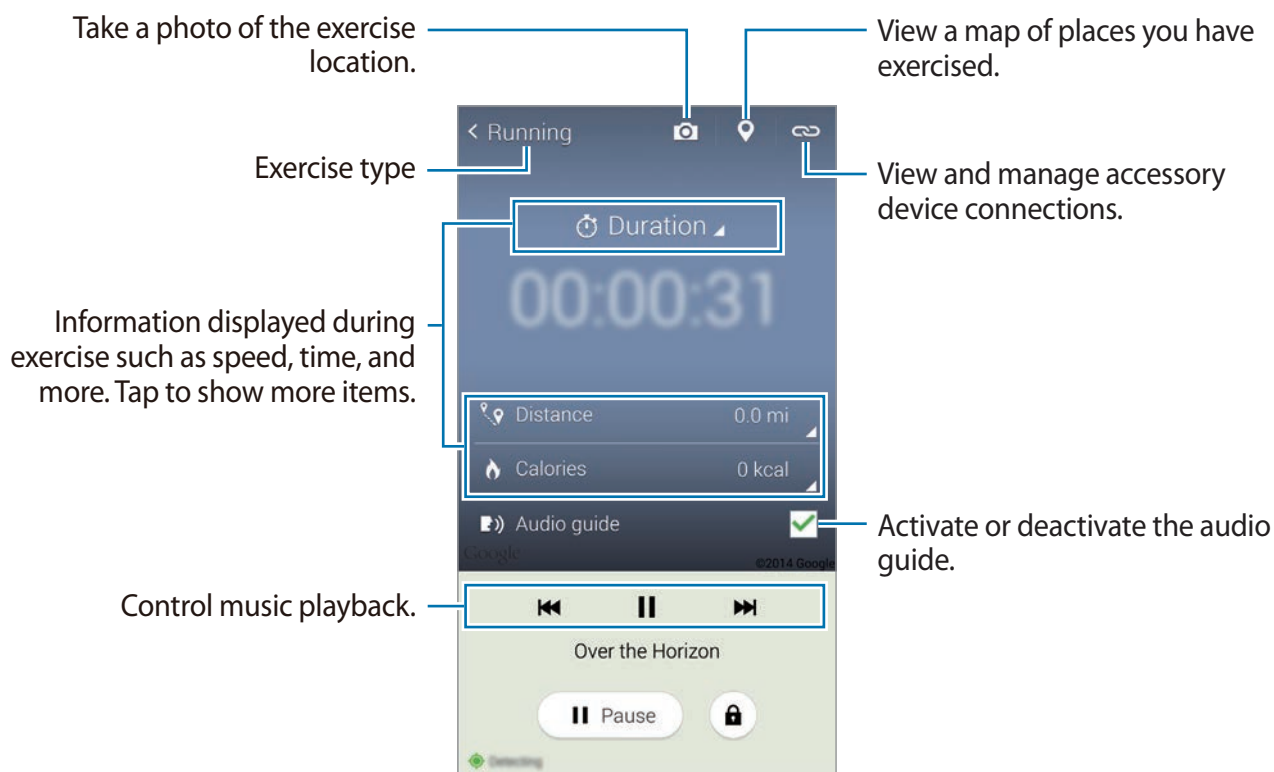 Take a photo of the exercise
location.
View a map of places you have
exercised.
Running
Exercise type
View and manage accessory
device connections.
Duration
00:00:31
Information displayed during
exercise such as speed, time, and
more. Tap to show more items.
Distance 0.0 mi
Calories 0 kcal
Audio guide
Activate or deactivate the audio
guide.
Google
©2014 Google
Control music playback.
Over the Horizon
Pause
Detecting